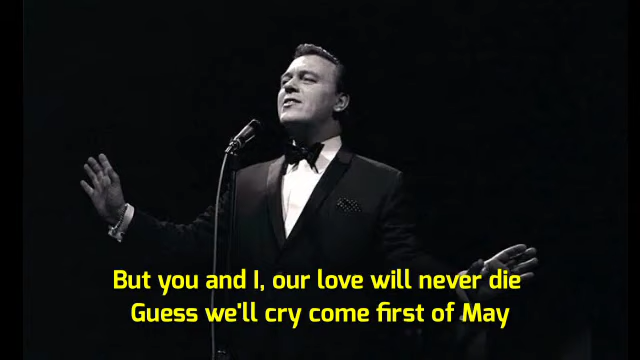 But you and I, our love will never die
Guess we'll cry come first of May